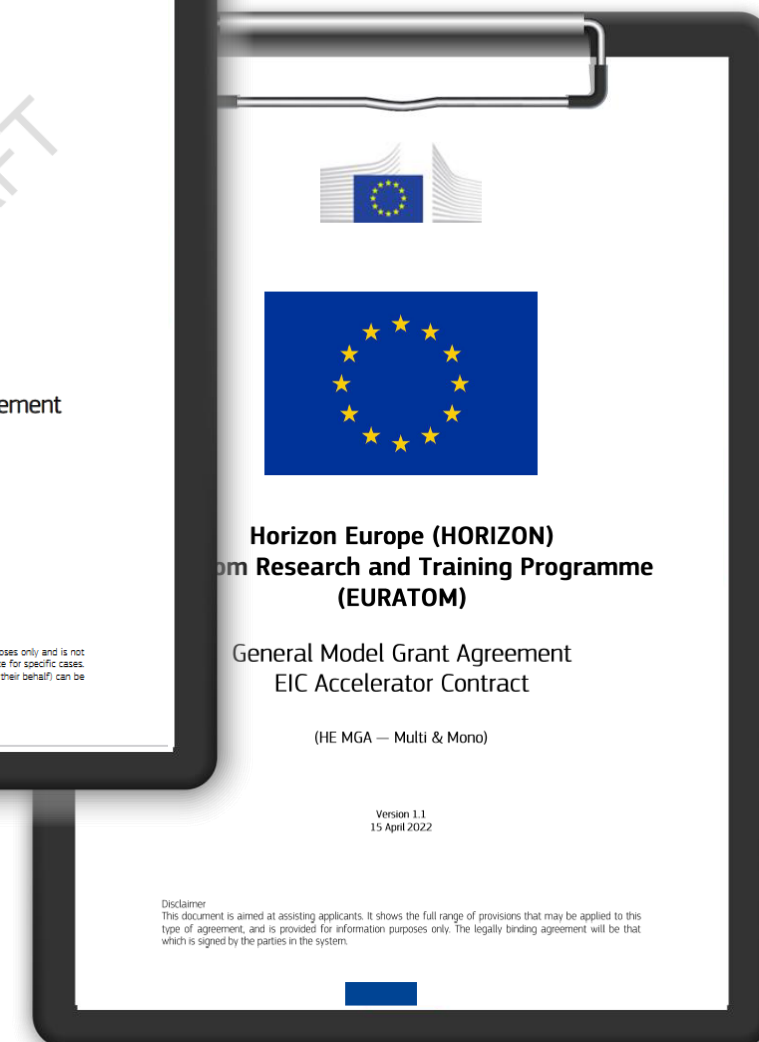 FT
ement
oses only and is not
e for specific cases.
their behalf) can be
Horizon Europe (HORIZON)
om Research and Training Programme
(EURATOM)
General Model Grant Agreement
EIC Accelerator Contract
(HE MGA — Multi & Mono)
Version 1.1
15 April 2022
Disclaimer
This document is aimed at assisting applicants. It shows the full range of provisions that may be applied to this
type of agreement, and is provided for information purposes only. The legally binding agreement will be that
which is signed by the parties in the system.